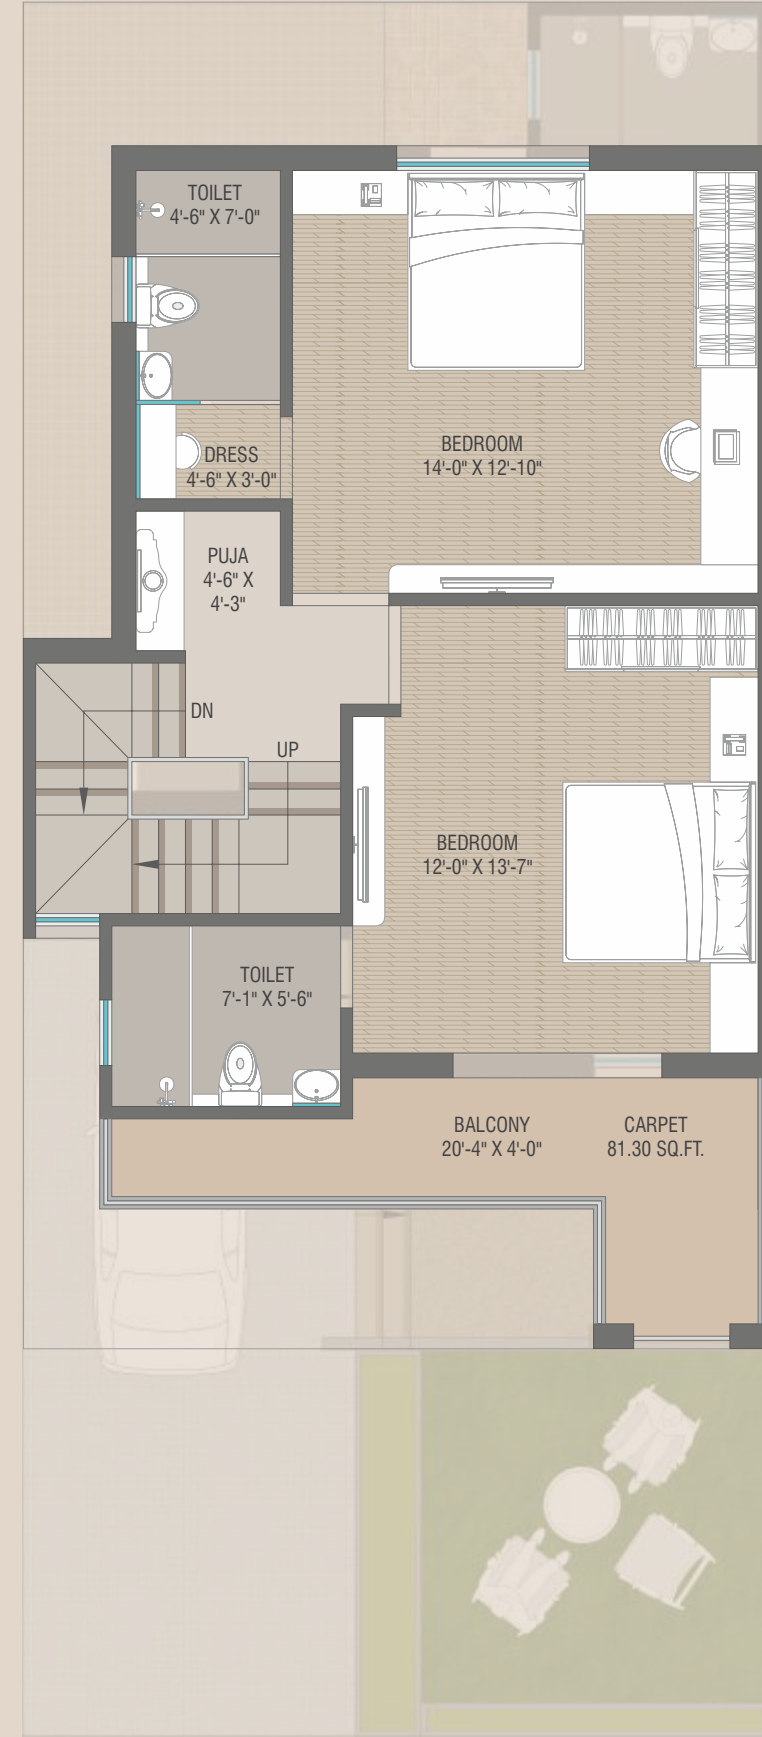 TOILET
4'-6" X 7'-0"
BEDROOM
14'-0" X 12'-10"
DRESS
4'-6" X 3'-0"
PUJA
4'-6" X
4'-3"
DN
UP
BEDROOM
12'-0" X 13'-7"
TOILET
7'-1" X 5'-6"
BALCONY
20'-4" X 4'-0"
CARPET
81.30 SQ.FT.